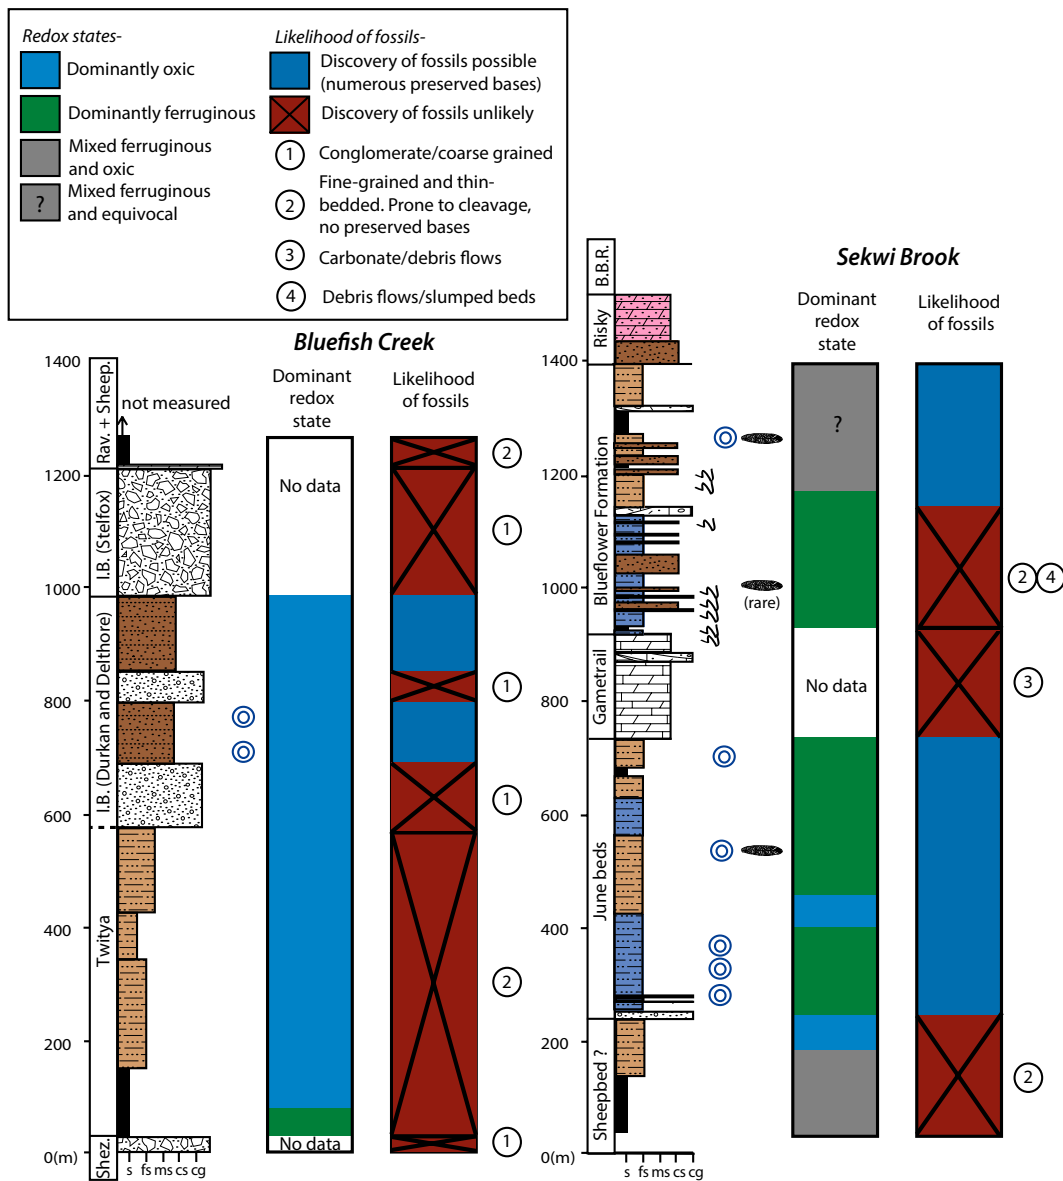 Redox states-
Dominantly oxic
Dominantly ferruginous
Mixed ferruginous
and oxic
?
Mixed ferruginous
and equivocal
Likelihood of fossils-
Discovery of fossils possible
(numerous preserved bases)
Discovery of fossils unlikely
1 Conglomerate/coarse grained
2 Fine-grained and thin-
bedded. Prone to cleavage,
no preserved bases
3 Carbonate/debris flows
4 Debris flows/slumped beds
Bluefish Creek
Dominant
redox
state
Likelihood
of fossils
1400
1200
1000
800
600
400
200
0(m)
Rav. + Sheep.
I.B. (Stelfox)
I.B. (Durkan and Delthore)
Twitya
Shez.
not measured
s fs ms cs cg
No data
No data
2
1
1
1
2
1
Sekwi Brook
Dominant
redox
state
Likelihood
of fossils
1400
1200
1000
800
600
400
200
0(m)
B.B.R.
Risky
Blueflower Formation
Gametrail
June beds
Sheepbed ?
s fs ms cs cg
(rare)
?
No data
2 4
3
2